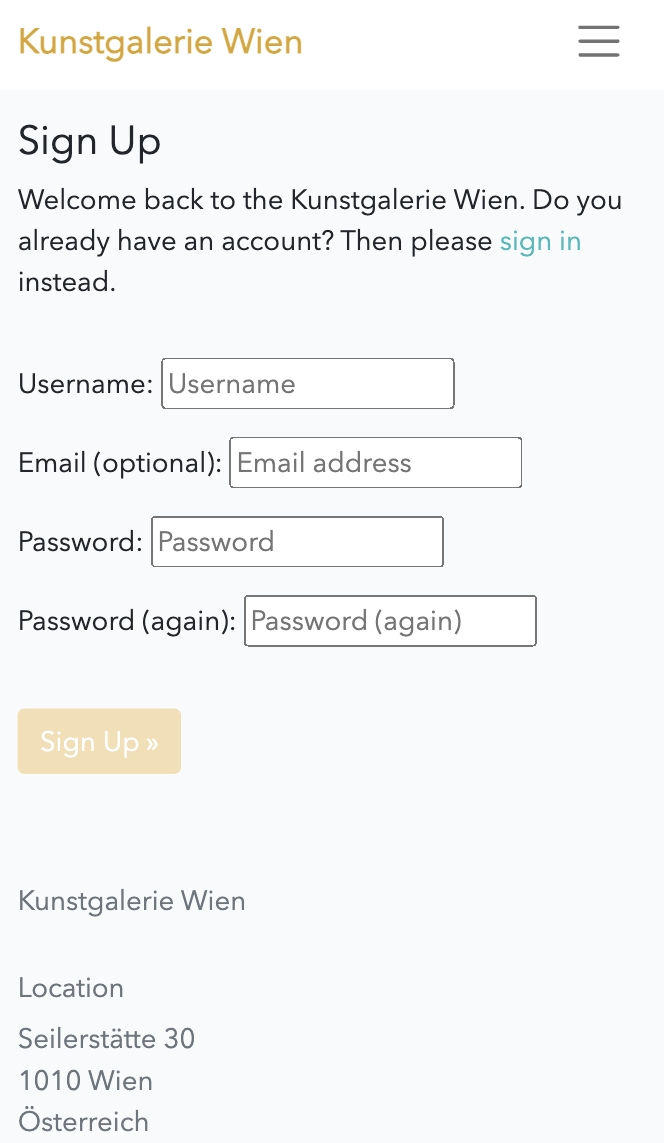 Kunstgalerie Wien
Sign Up
Welcome back to the Kunstgalerie Wien. Do you
already have an account? Then please sign in
instead.
Username: Username
Email (optional): Email address
Password: Password
Password (again): Password (again)
Sign Up »
Kunstgalerie Wien
Location
Seilerstätte 30
1010 Wien
Österreich